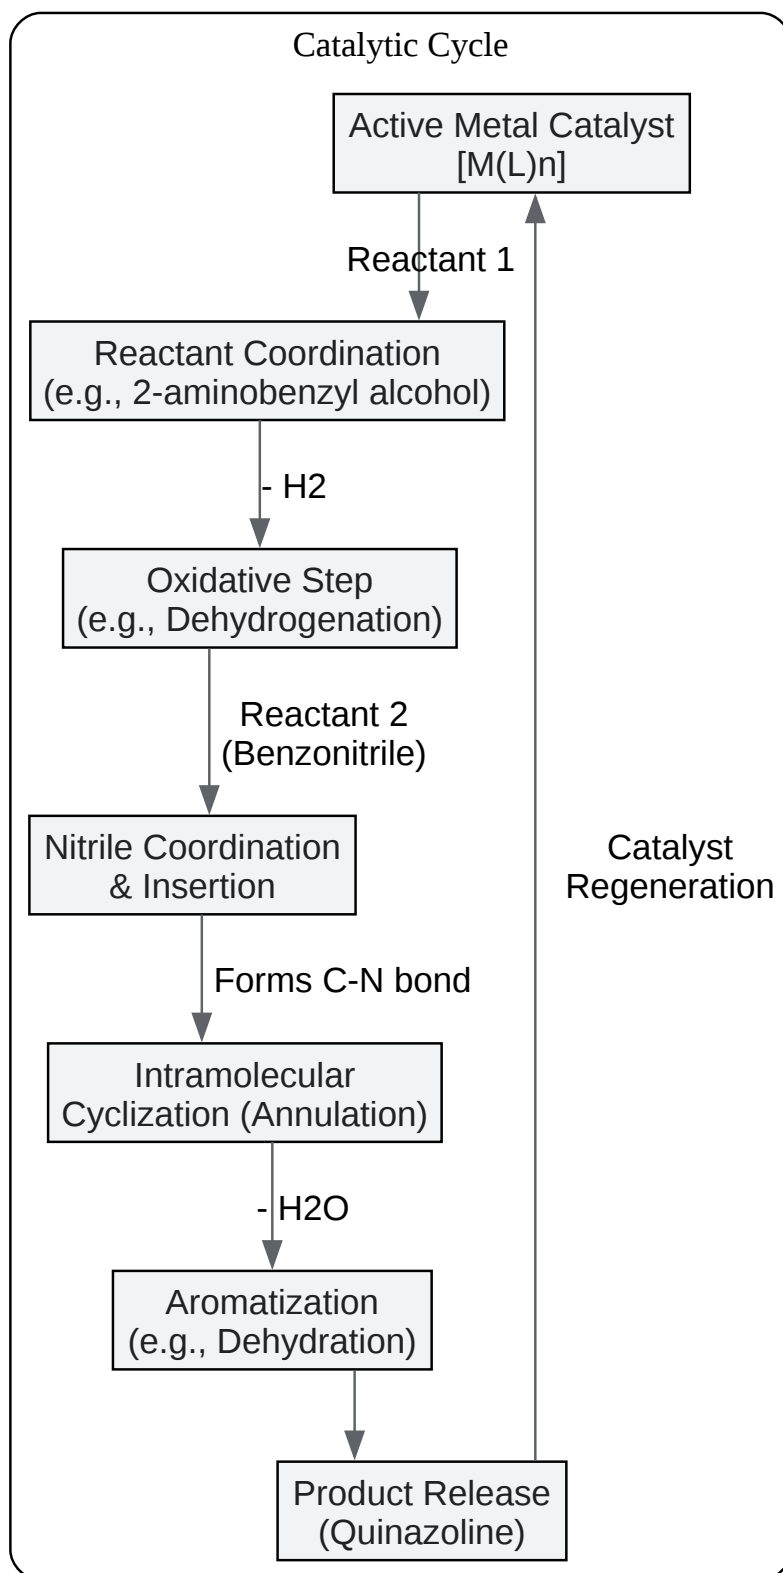 Catalytic Cycle
Active Metal Catalyst
[M(L)n]
Reactant 1
Reactant Coordination
(e.g., 2-aminobenzyl alcohol)
- H2
Oxidative Step
(e.g., Dehydrogenation)
Reactant 2
(Benzonitrile)
Nitrile Coordination
& Insertion
Catalyst
Regeneration
Forms C-N bond
Intramolecular
Cyclization (Annulation)
- H2O
Aromatization
(e.g., Dehydration)
Product Release
(Quinazoline)